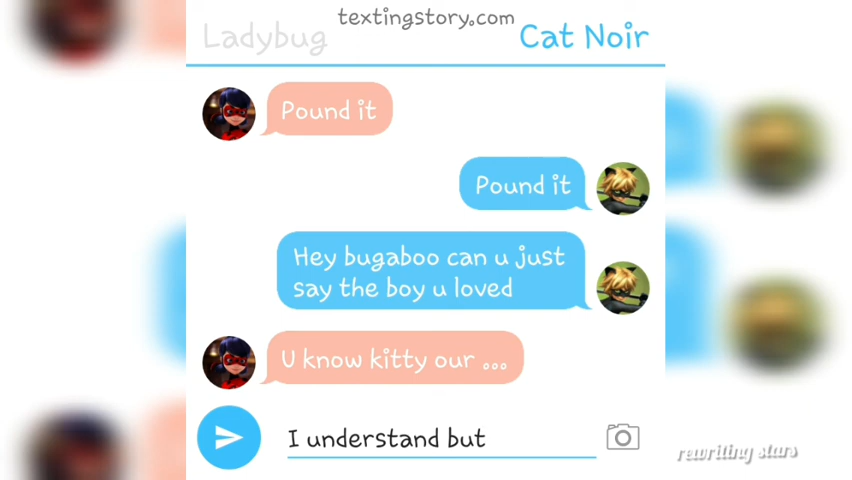 textingstory.com
Ladybug
Cat Noir
Pound it
Pound it
Hey bugaboo can u just
say the boy u loved
U know kitty our ...
I understand but
rewriting stars